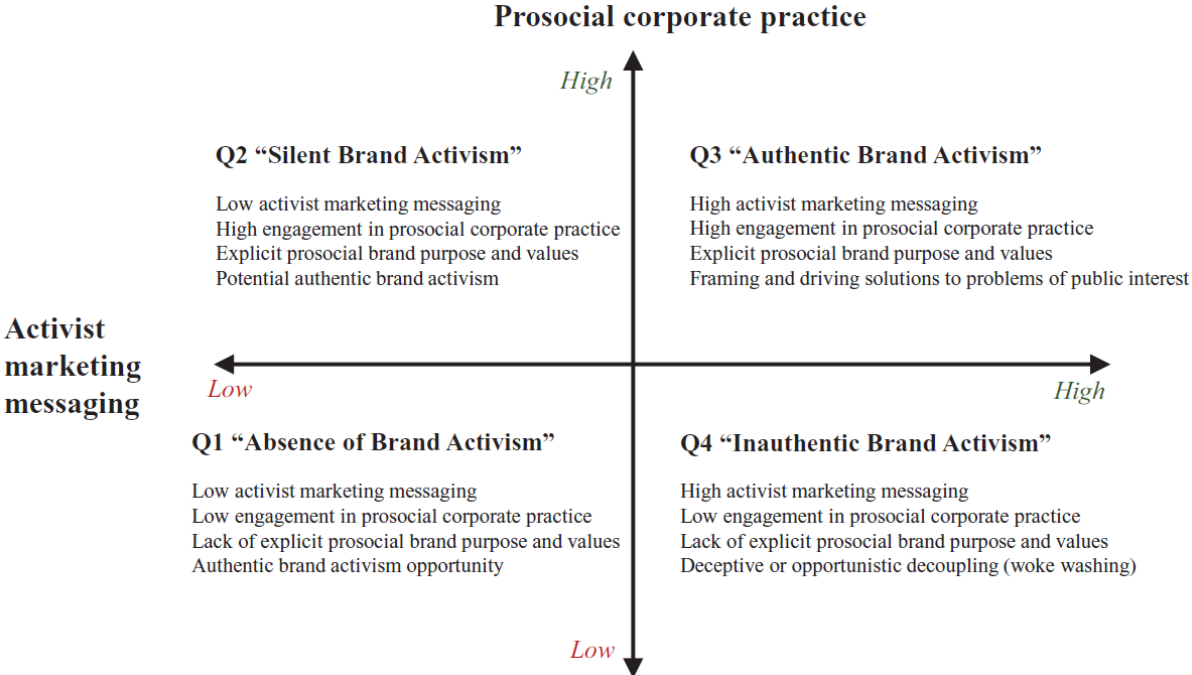 Prosocial corporate practice
High
Q2 “Silent Brand Activism”
Low activist marketing messaging
High engagement in prosocial corporate practice
Explicit prosocial brand purpose and values
Potential authentic brand activism
Q3 “Authentic Brand Activism”
High activist marketing messaging
High engagement in prosocial corporate practice
Explicit prosocial brand purpose and values
Framing and driving solutions to problems of public interest
Activist
marketing
messaging
Low
High
Q1 “Absence of Brand Activism”
Low activist marketing messaging
Low engagement in prosocial corporate practice
Lack of explicit prosocial brand purpose and values
Authentic brand activism opportunity
Q4 “Inauthentic Brand Activism”
High activist marketing messaging
Low engagement in prosocial corporate practice
Lack of explicit prosocial brand purpose and values
Deceptive or opportunistic decoupling (woke washing)
Low